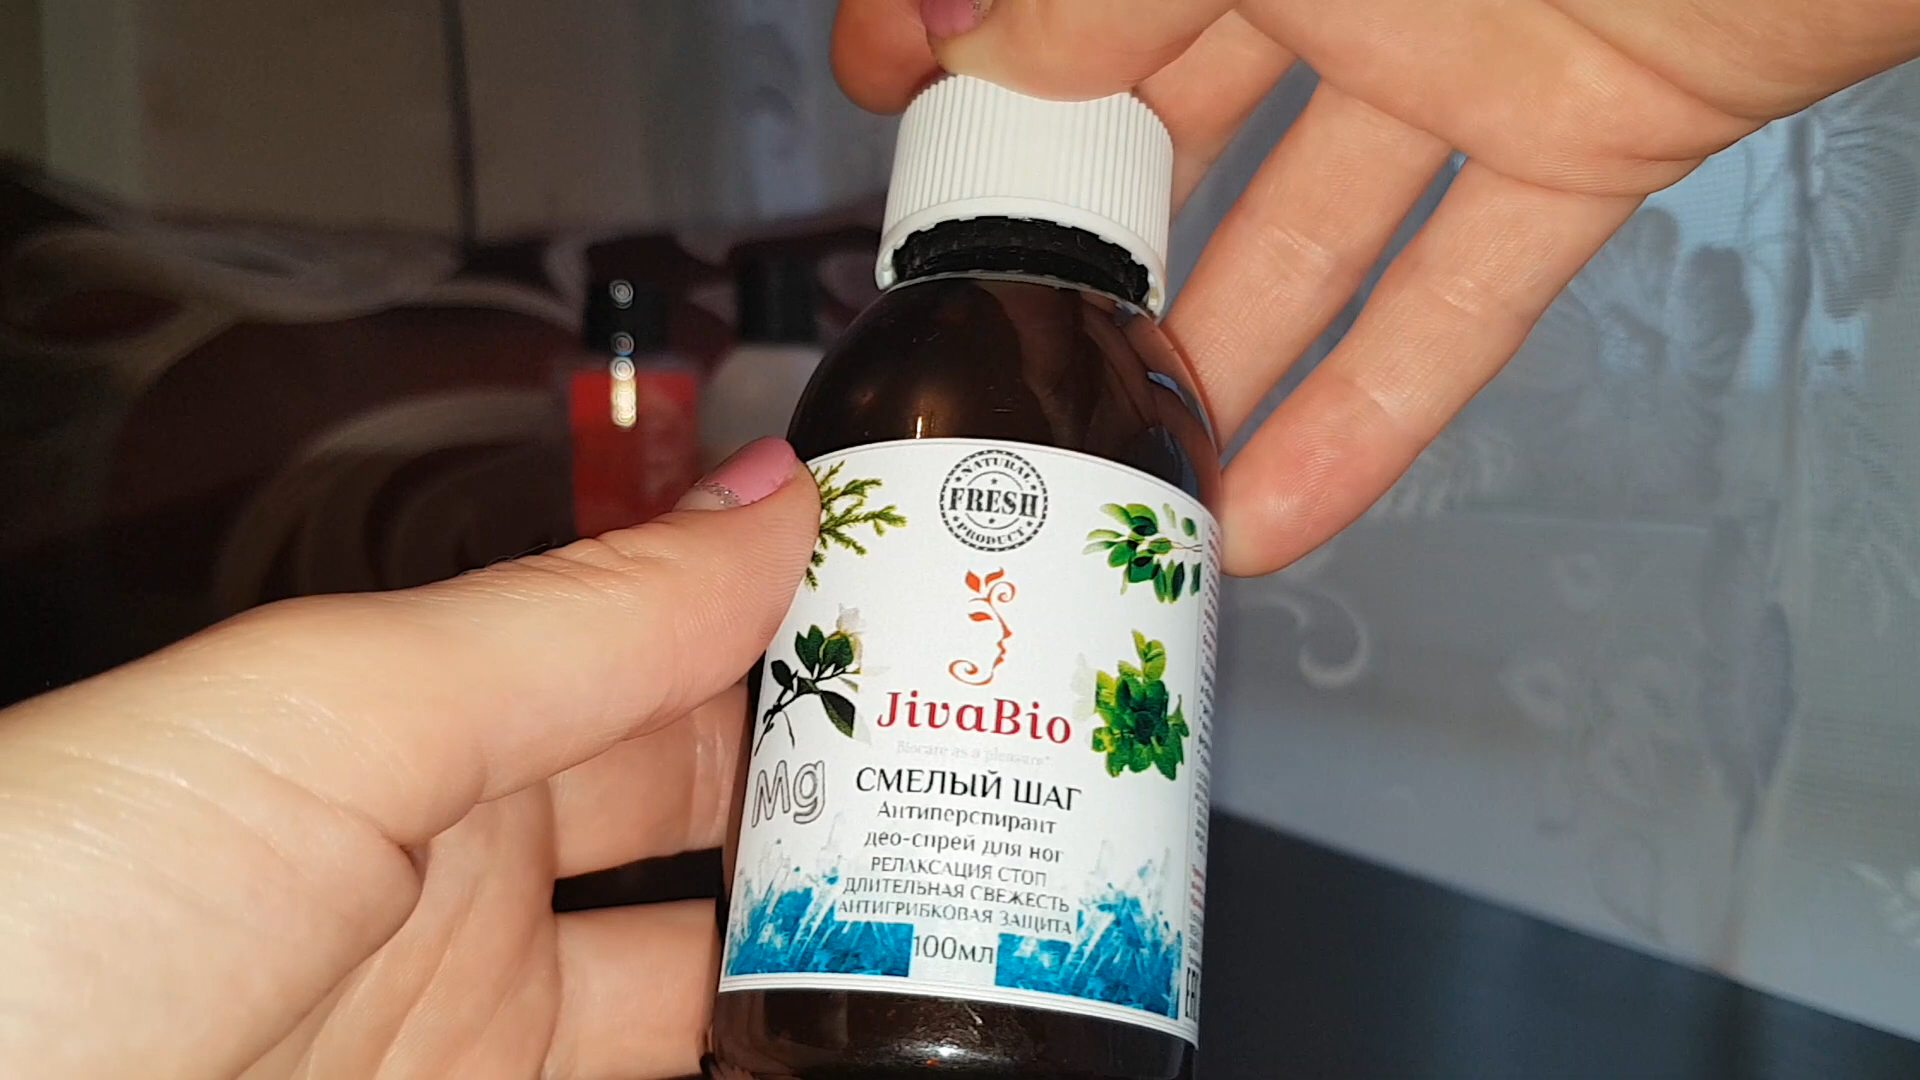 NATURAL
FRESH
PRODUCT
JivaBio
Biocare as a pleasure*
Mg
СМЕЛЫЙ ШАГ
Антиперспирант
део-спрей для ног
РЕЛАКСАЦИЯ СТОП
ДЛИТЕЛЬНАЯ СВЕЖЕСТЬ
АНТИГРИБКОВАЯ ЗАЩИТА
100мл